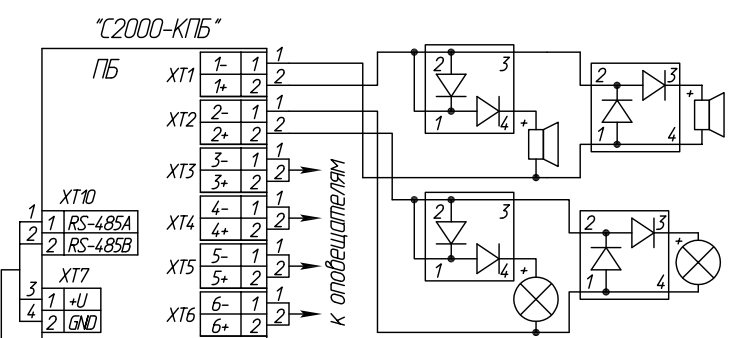 "С2000-КПБ"
ПБ
XT1 1- 1 1
1+ 2 2
XT2 2- 1 1
2+ 2 2
XT3 3- 1 1
3+ 2 2
XT4 4- 1 1
4+ 2 2
XT5 5- 1 1
5+ 2 2
XT6 6- 1 1
6+ 2 2
К оповещателям
XT10
1 1 RS-485A
2 2 RS-485B
XT7
3 1 +U
4 2 GND
2 3
1 4 +
2 3 +
1 4
2 3
1 4 +
2 3 +
1 4